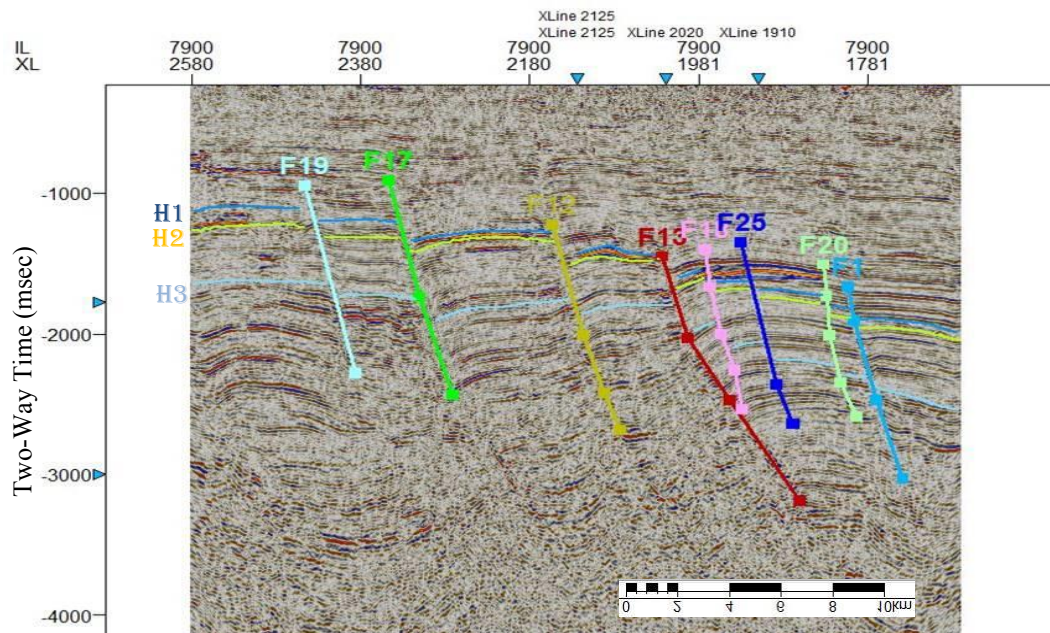 XLine 2125
XLine 2125 XLine 2020 XLine 1910
IL 7900 7900 7900 7900 7900
XL 2580 2380 2180 1981 1781
Two-Way Time (msec)
-1000
-2000
-3000
-4000
H1
H2
H3
F19
F17
F12
F13
F25
F20
F1
0 2 4 6 8 10km